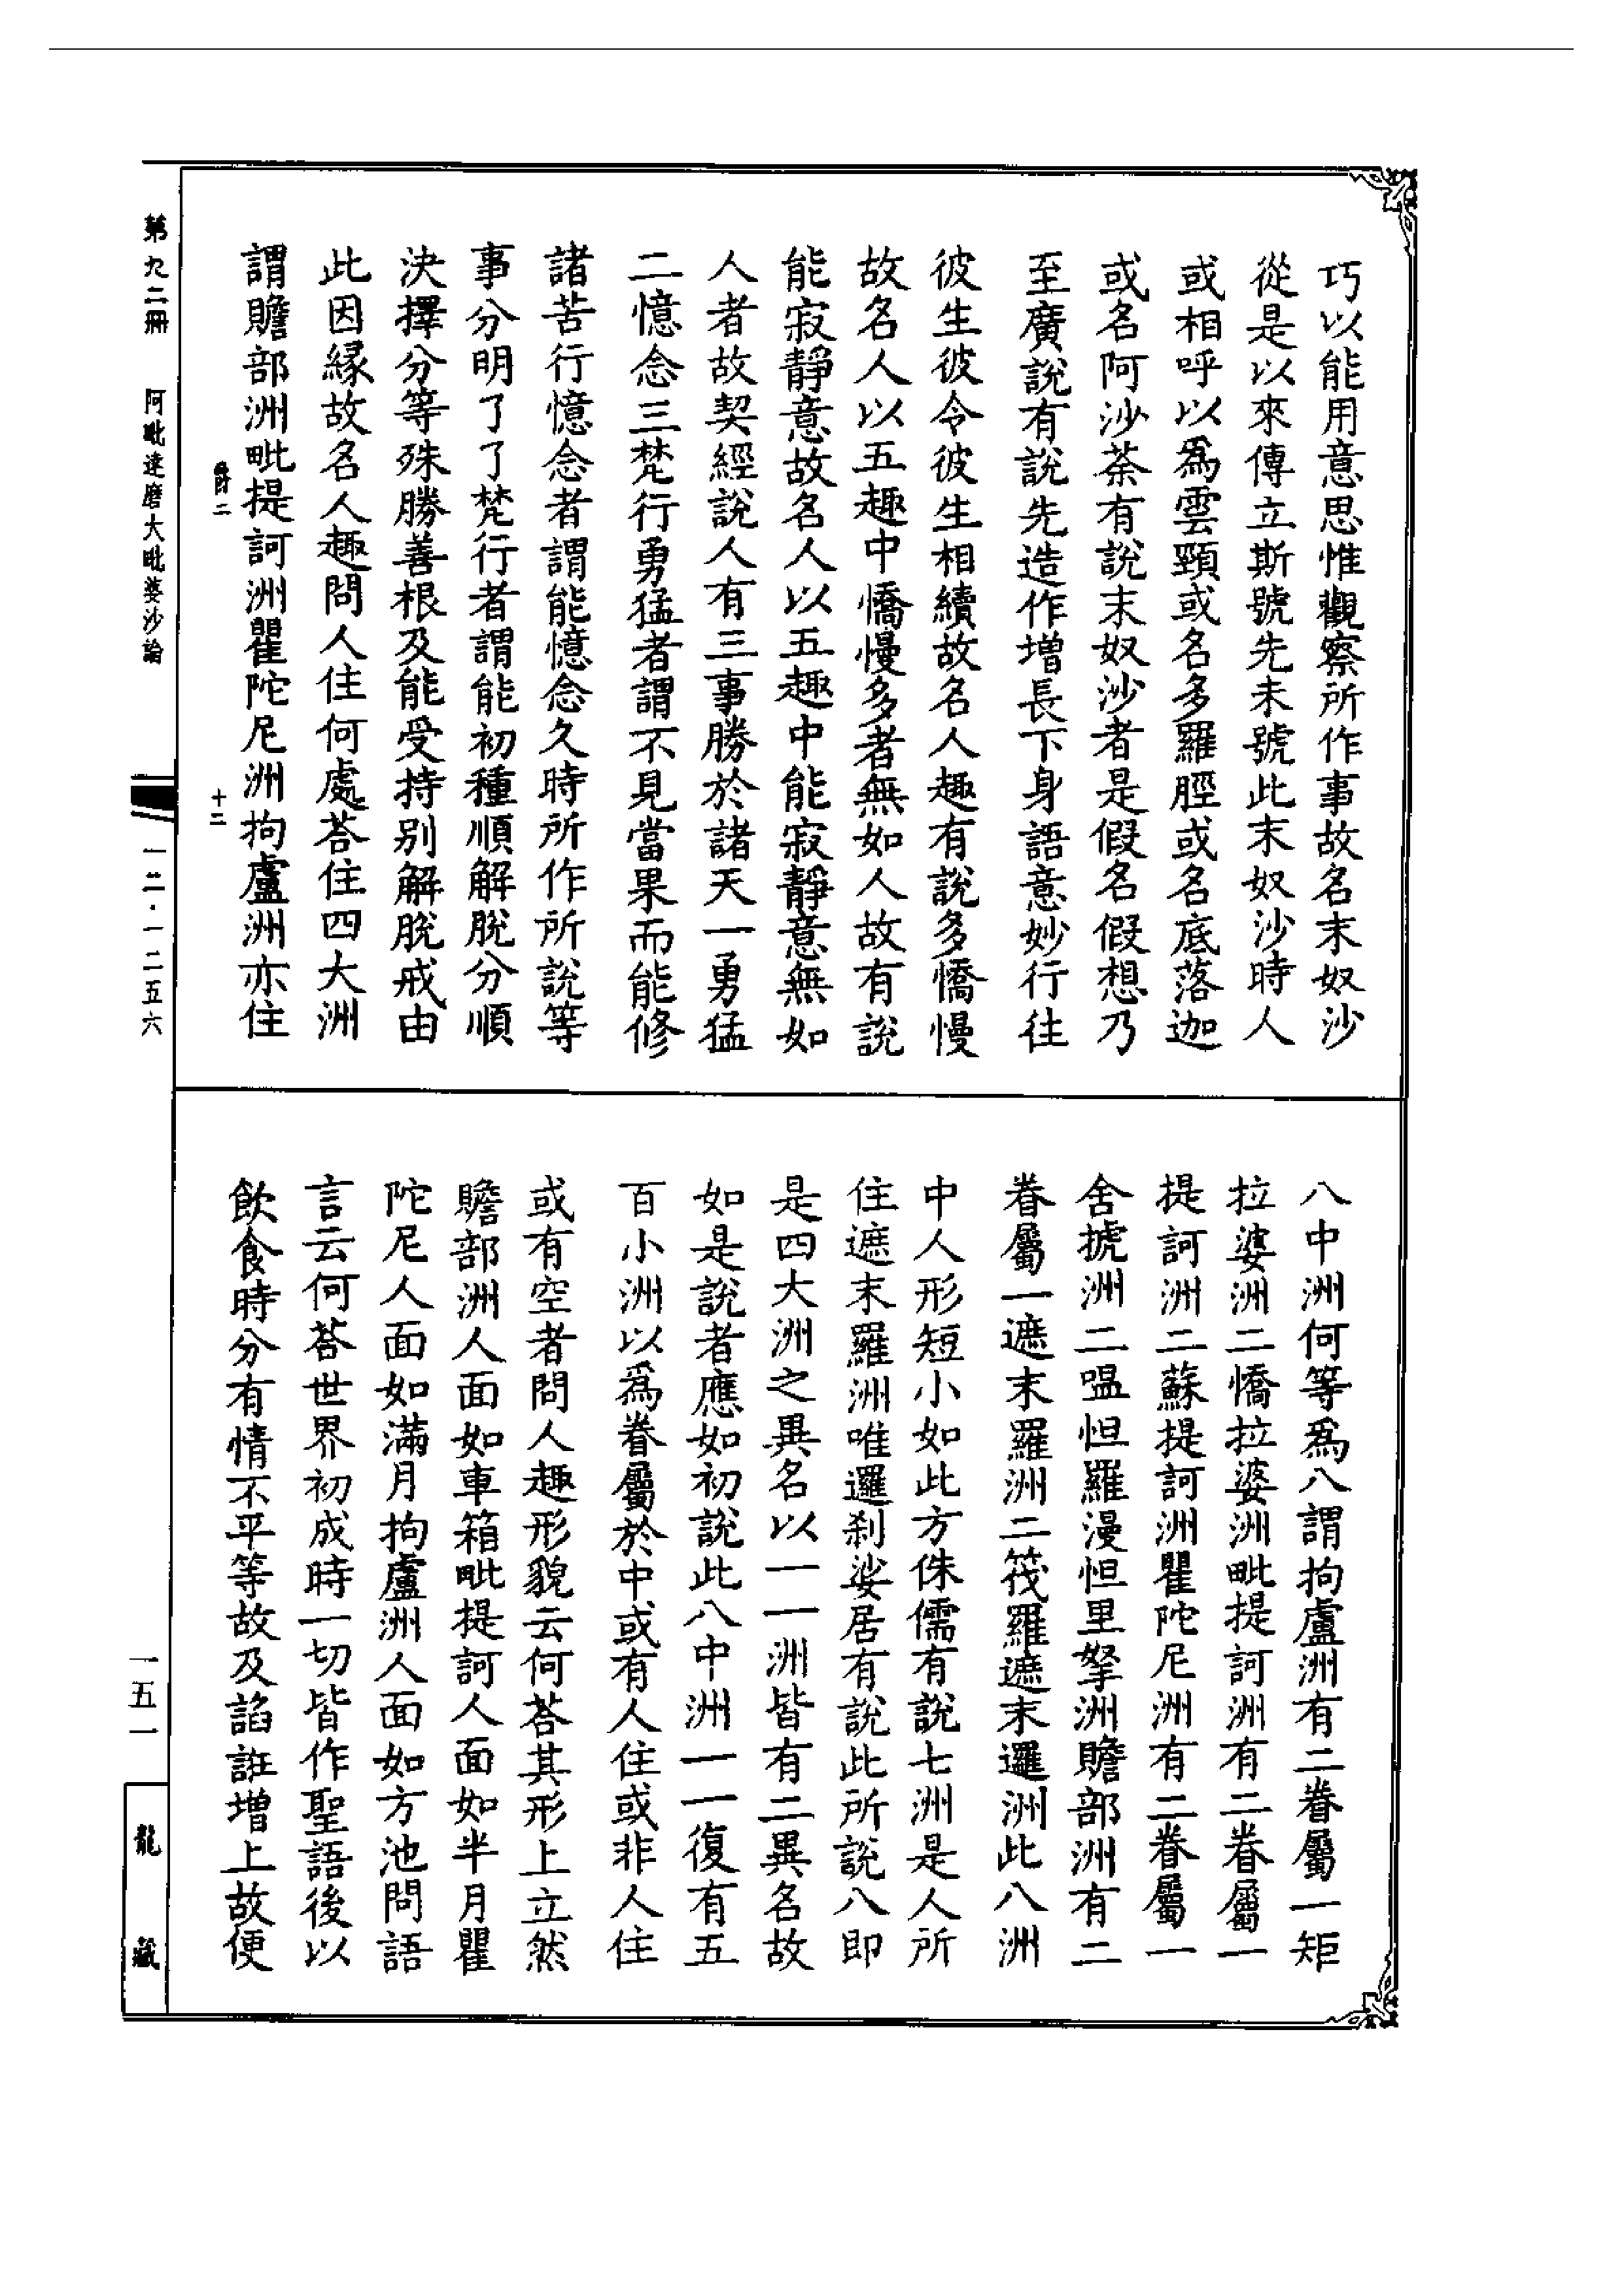 巧以能用意思惟觀察所作事故名末奴沙
從是以來傳立斯號先未號此末奴沙時人
或相呼以爲雲頸或名多羅脛或名底落迦
或名阿沙荼有說末奴沙者是假名假想乃
至廣說有說先造作增長下身語意妙行往
彼生彼令彼生相續故名人趣有說多憍慢
故名人以五趣中憍慢多者無如人故有說
能寂靜意故名人以五趣中能寂靜意無如
人者故契經說人有三事勝於諸天一勇猛
二憶念三梵行勇猛者謂不見當果而能修
諸苦行憶念者謂能憶念久時所作所說等
事分明了了梵行者謂能初種順解脫分順
決擇分等殊勝善根及能受持別解脫戒由
此因緣故名人趣問人住何處荅住四大洲
謂贍部洲毗提訶洲瞿陀尼洲拘盧洲亦住
爵二 十二
八中洲何等爲八謂拘盧洲有二眷屬一矩
拉婆洲二憍拉婆洲毗提訶洲有二眷屬一
提訶洲二蘇提訶洲瞿陀尼洲有二眷屬一
舍搋洲二嗢怛羅漫怛里拏洲贍部洲有二
眷屬一遮末羅洲二筏羅遮末邏洲此八洲
中人形短小如此方侏儒有說七洲是人所
住遮末羅洲唯邏刹娑居有說此所說八即
是四大洲之異名以一一洲皆有二異名故
如是說者應如初說此八中洲一一復有五
百小洲以爲眷屬於中或有人住或非人住
或有空者問人趣形貌云何荅其形上立然
贍部洲人面如車箱毗提訶人面如半月瞿
陀尼人面如滿月拘盧洲人面如方池問語
言云何荅世界初成時一切皆作聖語後以
飲食時分有情不平等故及諂誑增上故便
第九二冊 阿毗達磨大毗婆沙論 一二·一二五六
一五一
龍藏